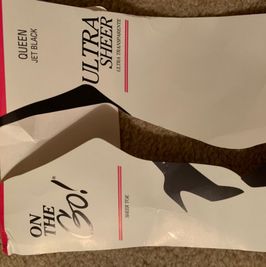 QUEEN
JET BLACK
ULTRA
SHEER
ULTRA TRANSPARENTE
ON
THE
GO!
SHEER TOE